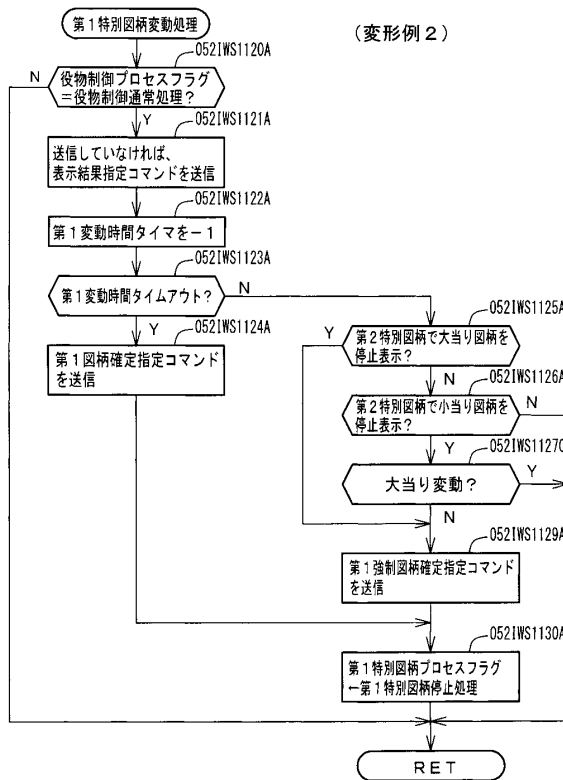 第1特別図柄変動処理
(変形例2)
052IWS1120A
N
役物制御プロセスフラグ
=役物制御通常処理?
Y
052IWS1121A
送信していなければ、
表示結果指定コマンドを送信
052IWS1122A
第1変動時間タイマを-1
052IWS1123A
第1変動時間タイムアウト?
N
Y
052IWS1124A
第1図柄確定指定コマンド
を送信
052IWS1125A
Y
第2特別図柄で大当り図柄を
停止表示?
N
052IWS1126A
第2特別図柄で小当り図柄を
停止表示?
N
Y
052IWS1127C
大当り変動?
Y
N
052IWS1129A
第1強制図柄確定指定コマンド
を送信
052IWS1130A
第1特別図柄プロセスフラグ
←第1特別図柄停止処理
RET